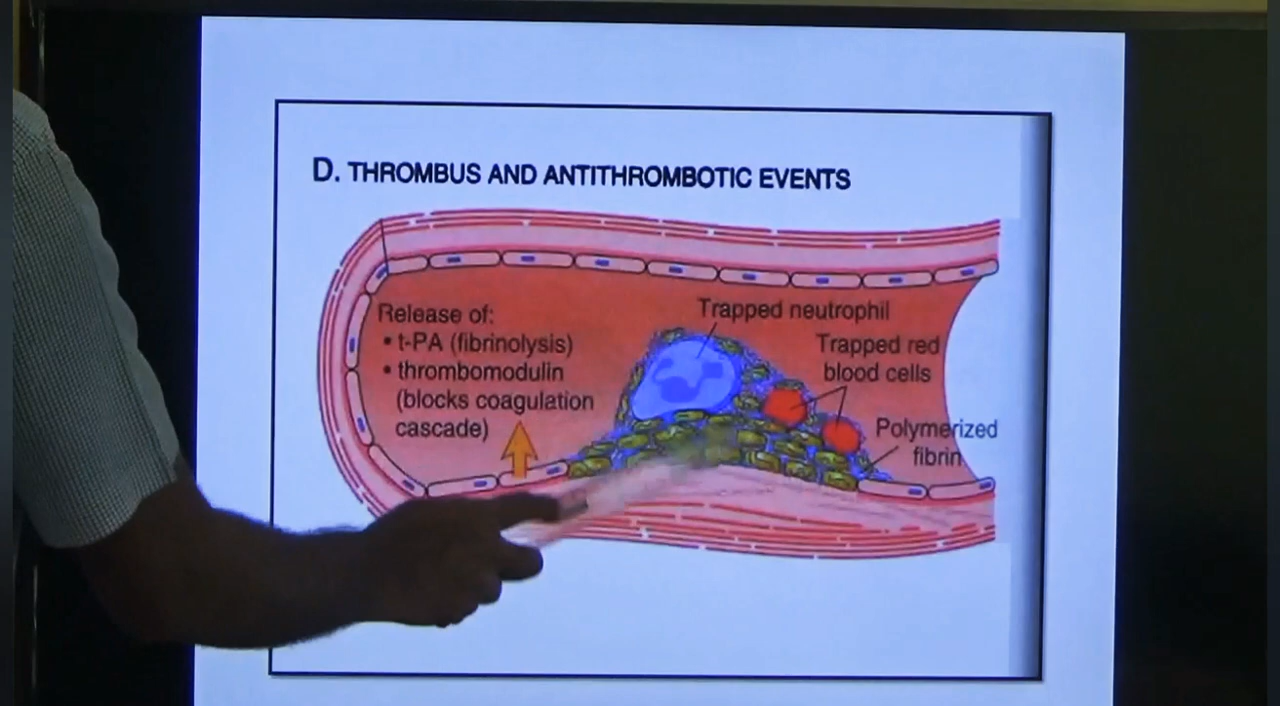 D. THROMBUS AND ANTITHROMBOTIC EVENTS
Release of:
• t-PA (fibrinolysis)
• thrombomodulin
(blocks coagulation
cascade)
Trapped neutrophil
Trapped red
blood cells
Polymerized
fibrin